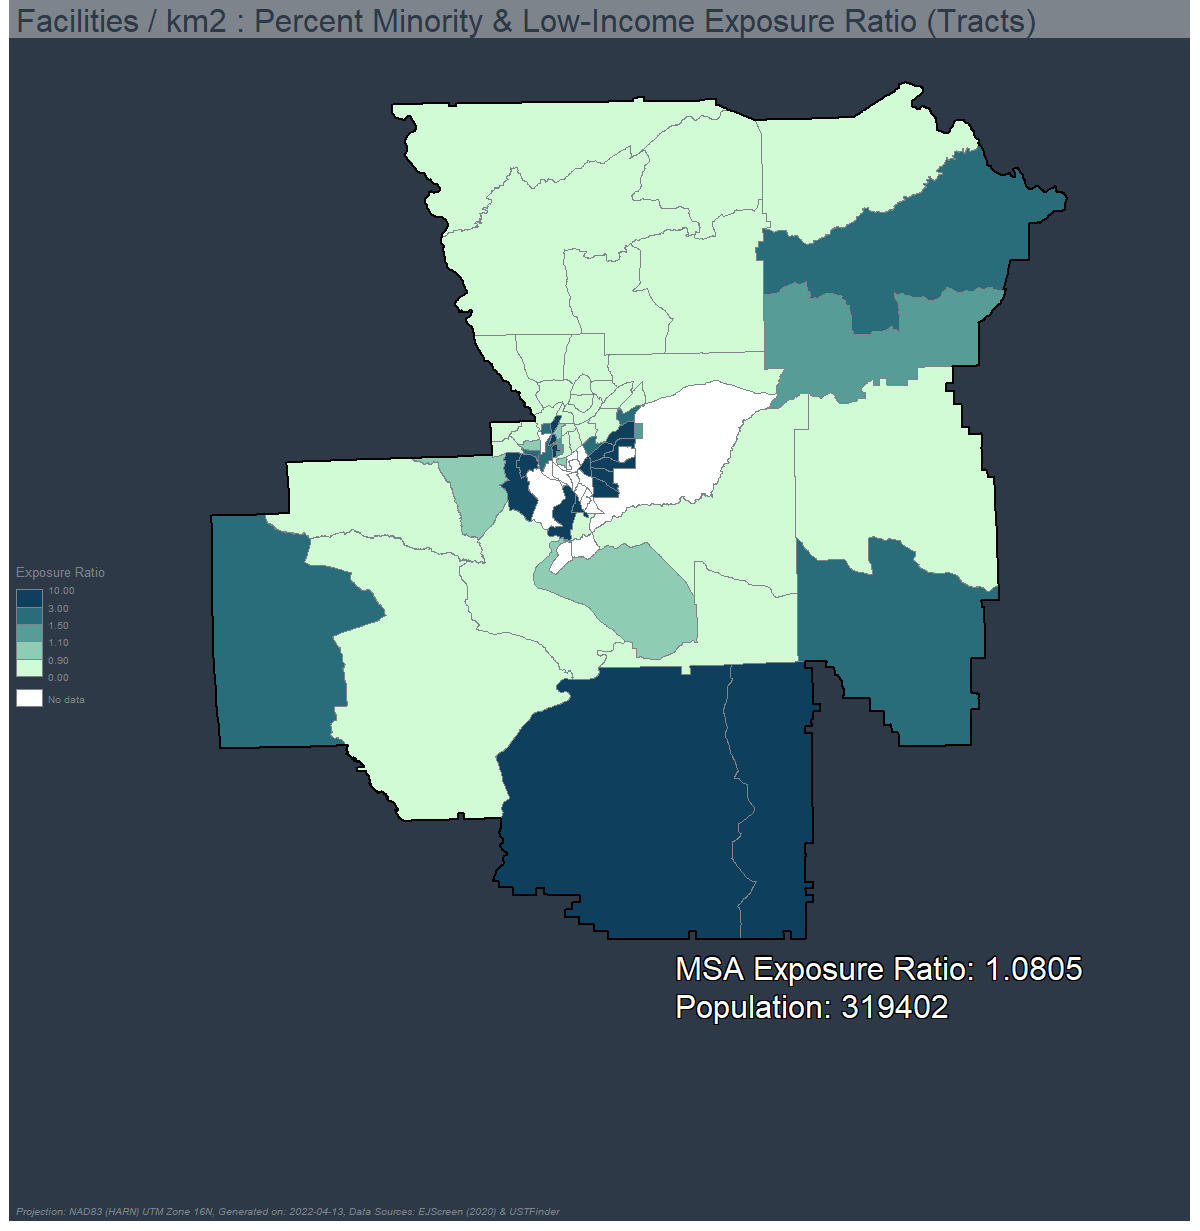 Facilities / km2 : Percent Minority & Low-Income Exposure Ratio (Tracts)
Exposure Ratio
10.00
3.00
1.50
1.10
0.90
0.00
No data
MSA Exposure Ratio: 1.0805
Population: 319402
Projection: NAD83 (HARN) UTM Zone 16N, Generated on: 2022-04-13, Data Sources: EJScreen (2020) & USTFinder